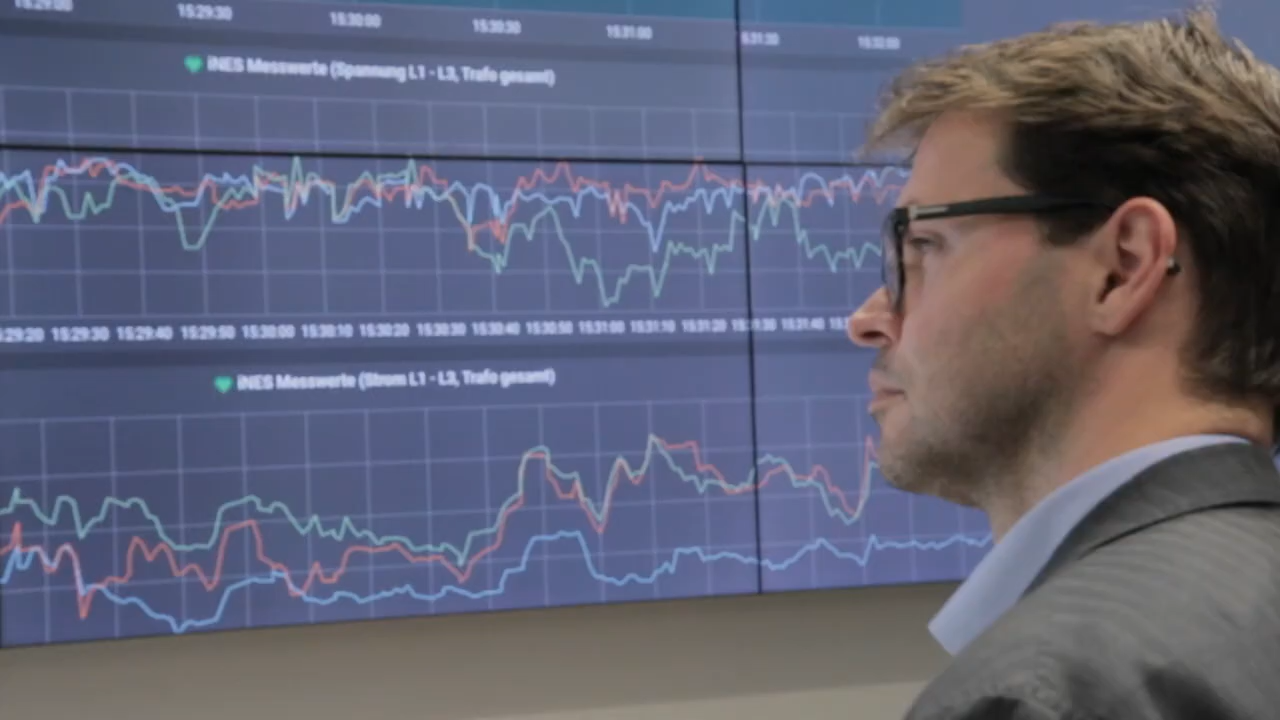 15:29:00 15:29:30 15:30:00 15:30:30 15:31:00 15:31:30 15:32:00
iNES Messwerte (Spannung L1 - L3, Trafo gesamt)
15:29:20 15:29:30 15:29:40 15:29:50 15:30:00 15:30:10 15:30:20 15:30:30 15:30:40 15:30:50 15:31:00 15:31:10 15:31:20 15:31:30 15:31:40
iNES Messwerte (Strom L1 - L3, Trafo gesamt)